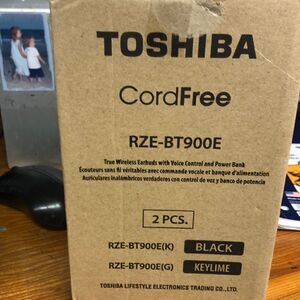 TOSHIBA
CordFree
RZE-BT900E
True Wireless Earbuds with Voice Control and Power Bank
Écouteurs sans fil véritables avec commande vocale et banque d'alimentation
Auriculares inalámbricos verdaderos con control de voz y banco de potencia
2 PCS.
RZE-BT900E(K) BLACK
RZE-BT900E(G) KEYLIME
TOSHIBA LIFESTYLE ELECTRONICS TRADING CO., LTD.